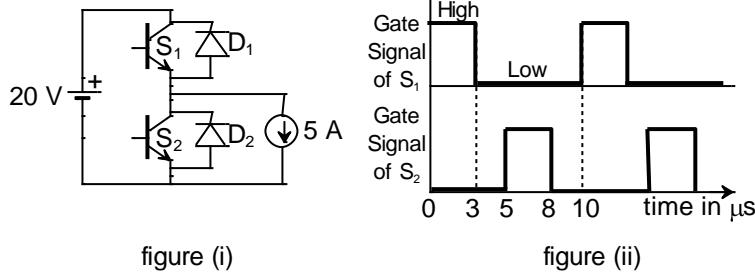 20 V
+
S1
D1
S2
D2
5 A
figure (i)
Gate
Signal
of S1
High
Low
Gate
Signal
of S2
0 3 5 8 10 time in μs
figure (ii)